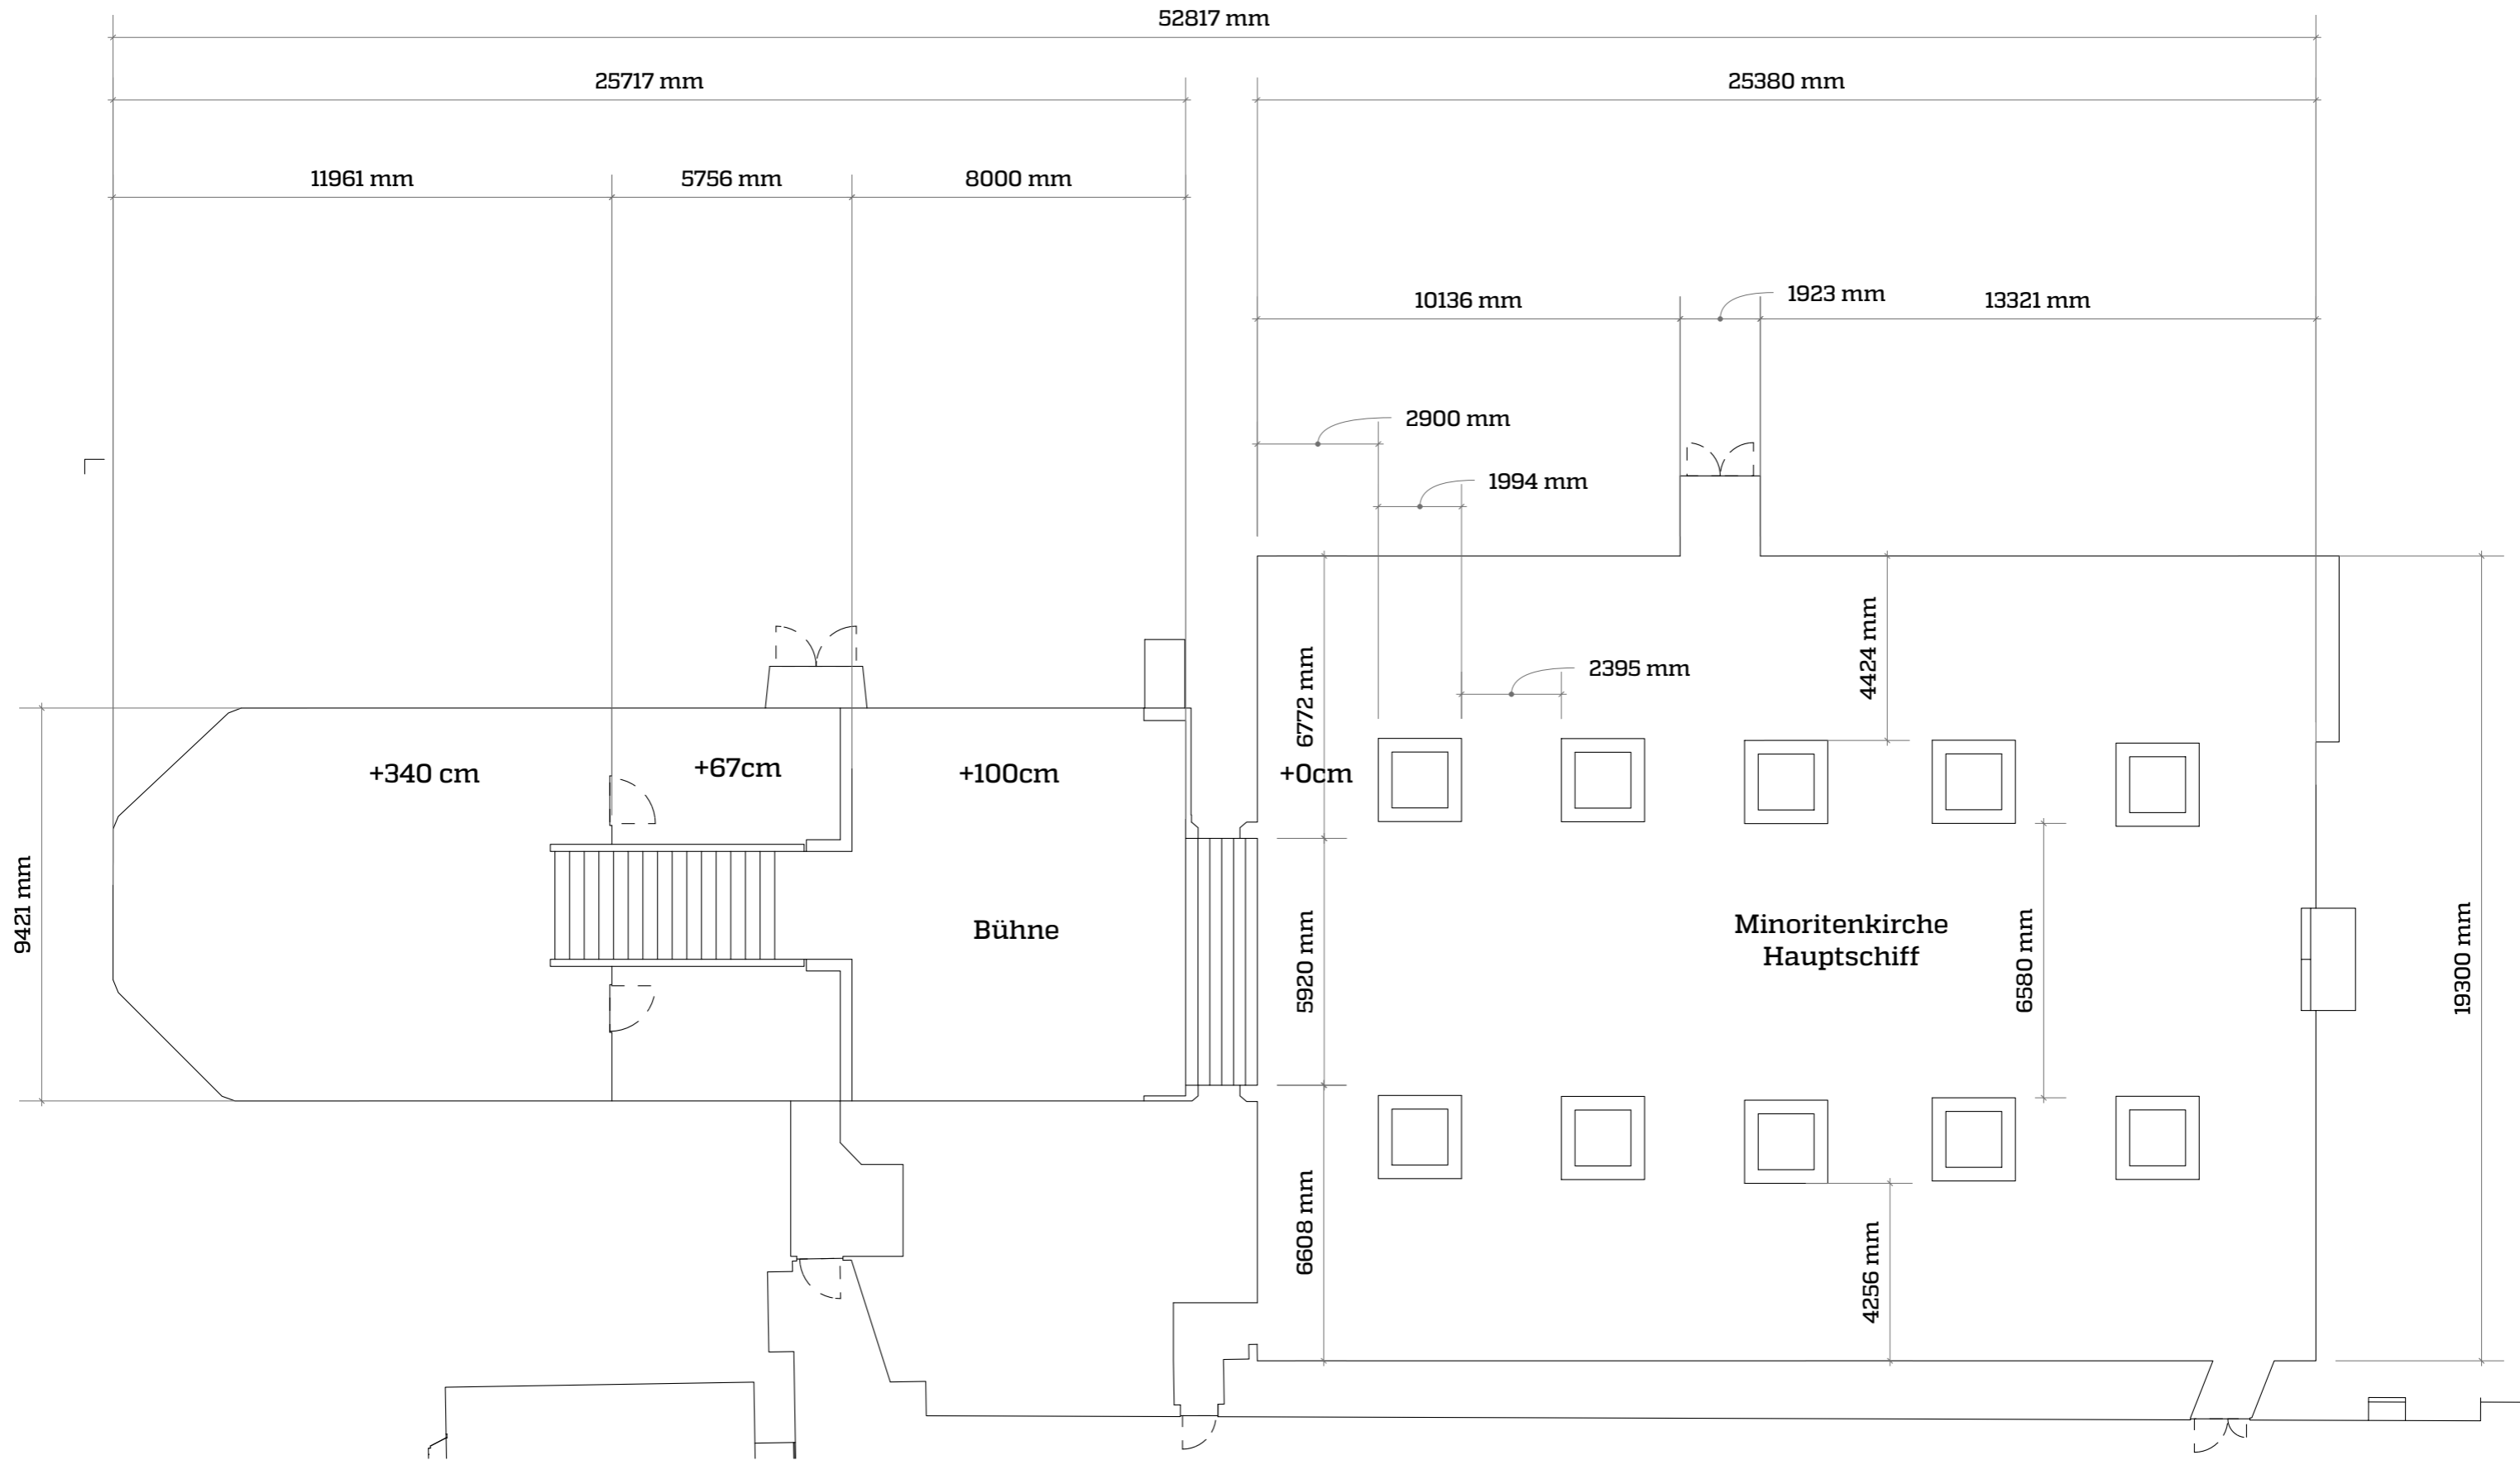 52817 mm
25717 mm
25380 mm
11961 mm
5756 mm
8000 mm
10136 mm
1923 mm
13321 mm
2900 mm
1994 mm
2395 mm
4424 mm
6772 mm
+340 cm
+67cm
+100cm
+0cm
9421 mm
Bühne
5920 mm
Minoritenkirche
Hauptschiff
6580 mm
19300 mm
6608 mm
4256 mm